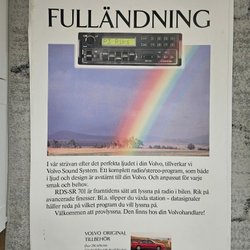 FULLÄNDNING
I vår strävan efter det perfekta ljudet i din Volvo, tillverkar vi
Volvo Sound System. Ett komplett radio/stereo-program, som både
i ljud och design är avstämt till din Volvo. Och anpassat för varje
smak och behov.
RDS-SR 701 är framtidens sätt att lyssna på radio i bilen. Rik på
avancerade finesser. Bl.a. slipper du växla stationer – datasignaler
håller reda på vilket program du vill lyssna på.
Välkommen att provlyssna. Den finns hos din Volvohandlare!
VOLVO ORIGINAL
TILLBEHÖR